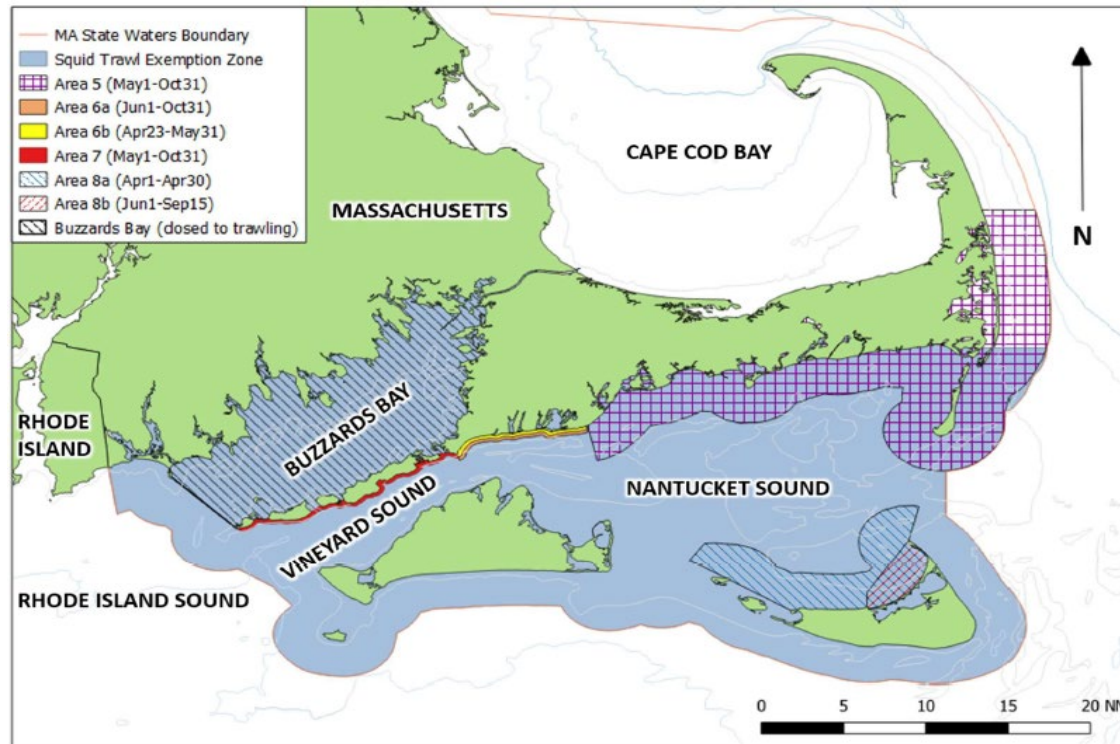 MA State Waters Boundary
Squid Trawl Exemption Zone
Area 5 (May1-Oct31)
Area 6a (Jun1-Oct31)
Area 6b (Apr23-May31)
Area 7 (May1-Oct31)
Area 8a (Apr1-Apr30)
Area 8b (Jun1-Sep15)
Buzzards Bay (closed to trawling)
CAPE COD BAY
MASSACHUSETTS
N
RHODE
ISLAND
BUZZARDS BAY
VINEYARD SOUND
NANTUCKET SOUND
RHODE ISLAND SOUND
0 5 10 15 20 NM